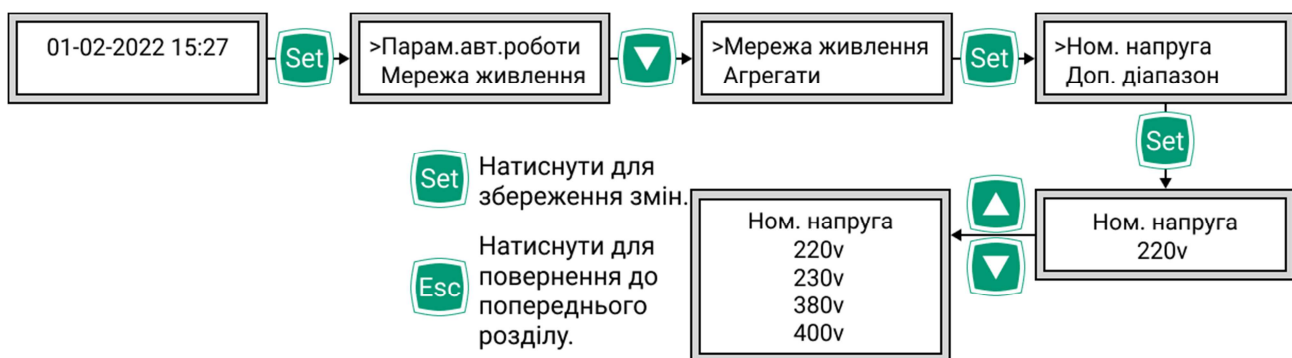 01-02-2022 15:27
Set
>Парам.авт.роботи
Мережа живлення
>Мережа живлення
Агрегати
Set
>Ном. напруга
Доп. діапазон
Set
Ном. напруга
220v
Ном. напруга
220v
230v
380v
400v
Set
Натиснути для
збереження змін.
Esc
Натиснути для
повернення до
попереднього
розділу.